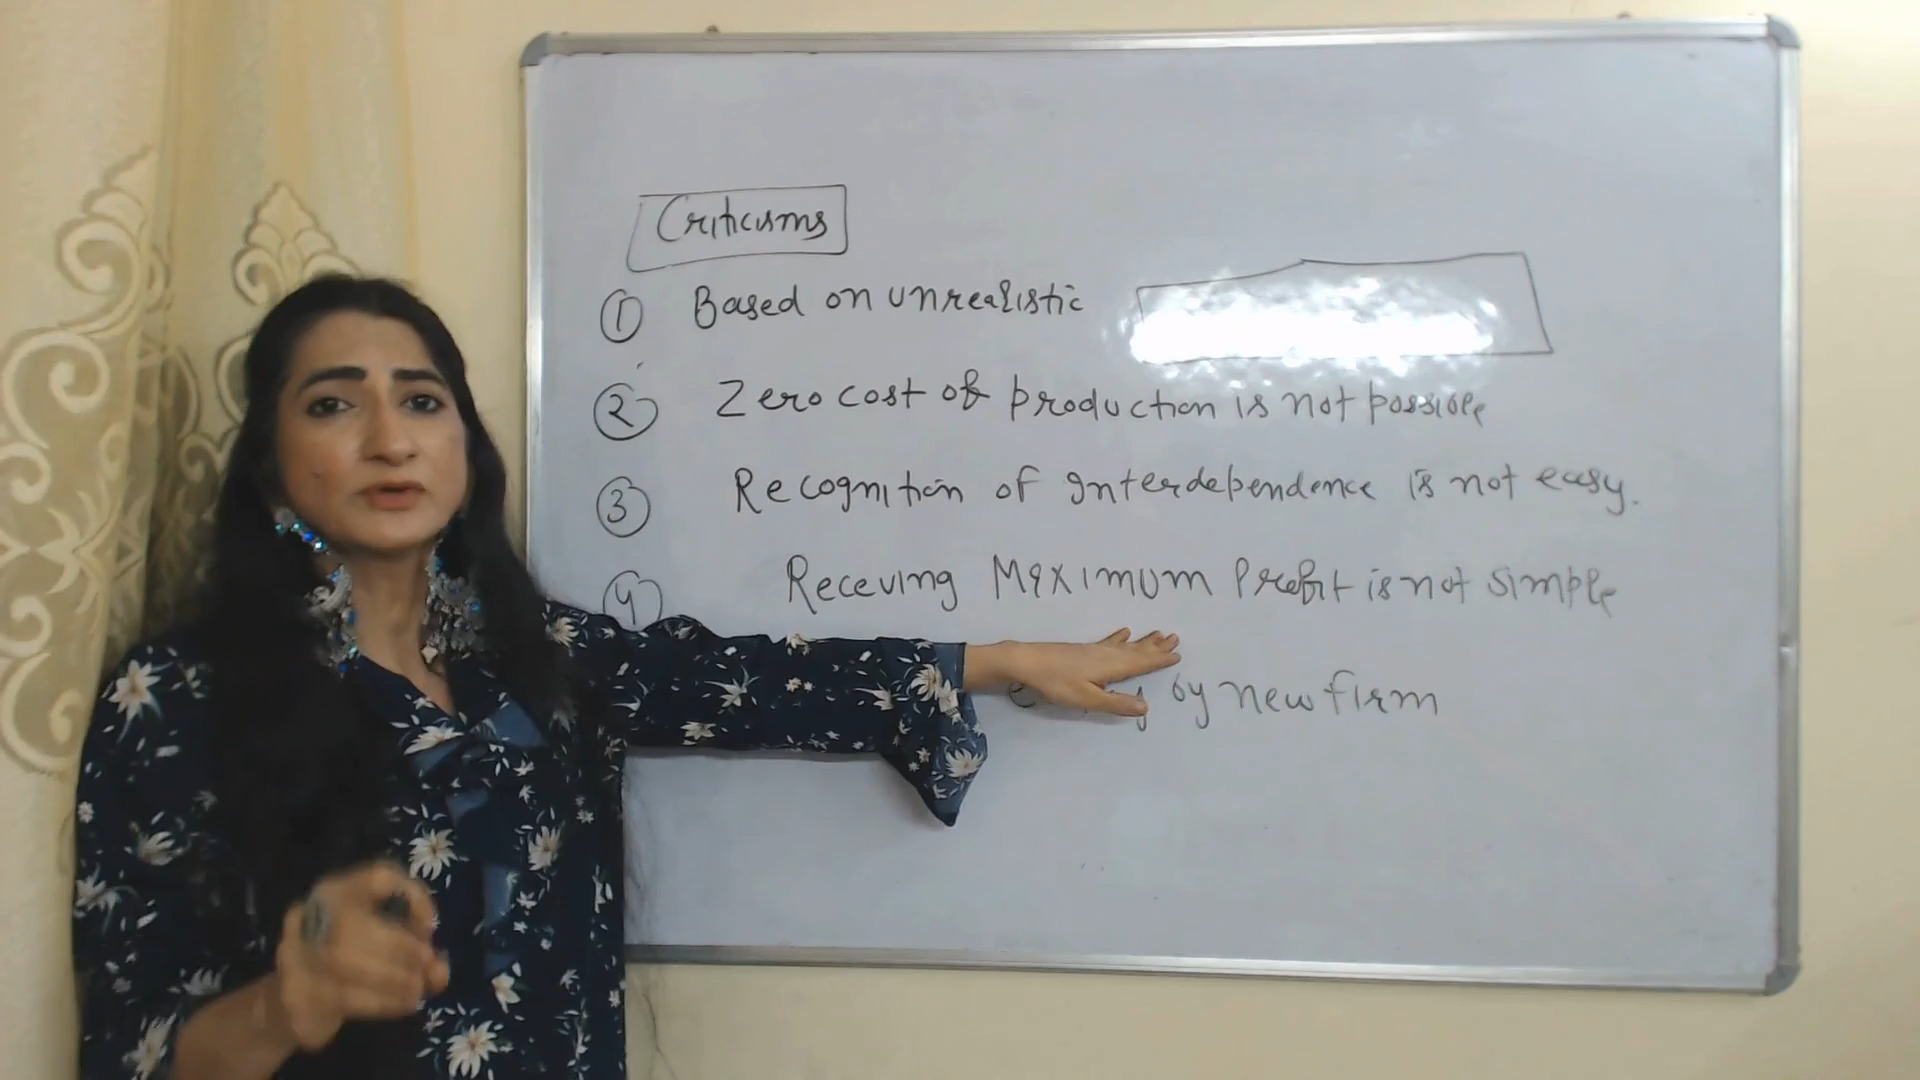 Criticisms
① Based on unrealistic
② Zero cost of production is not possible
③ Recognition of Interdependence is not easy.
④ Receving Maximum Profit is not simple
by new firm